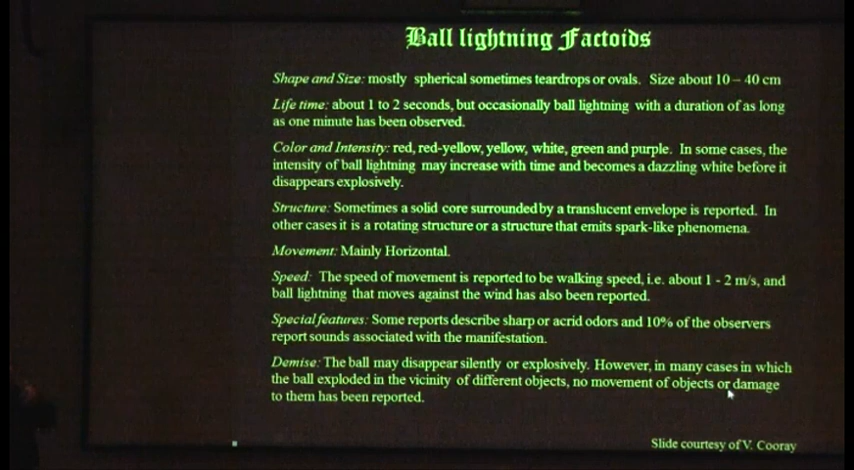 Ball lightning Factoids
Shape and Size: mostly spherical sometimes teardrops or ovals. Size about 10 – 40 cm
Life time: about 1 to 2 seconds, but occasionally ball lightning with a duration of as long
as one minute has been observed.
Color and Intensity: red, red-yellow, yellow, white, green and purple. In some cases, the
intensity of ball lightning may increase with time and becomes a dazzling white before it
disappears explosively.
Structure: Sometimes a solid core surrounded by a translucent envelope is reported. In
other cases it is a rotating structure or a structure that emits spark-like phenomena.
Movement: Mainly Horizontal.
Speed: The speed of movement is reported to be walking speed, i.e. about 1 - 2 m/s, and
ball lightning that moves against the wind has also been reported.
Special features: Some reports describe sharp or acrid odors and 10% of the observers
report sounds associated with the manifestation.
Demise: The ball may disappear silently or explosively. However, in many cases in which
the ball exploded in the vicinity of different objects, no movement of objects or damage
to them has been reported.
Slide courtesy of V. Cooray